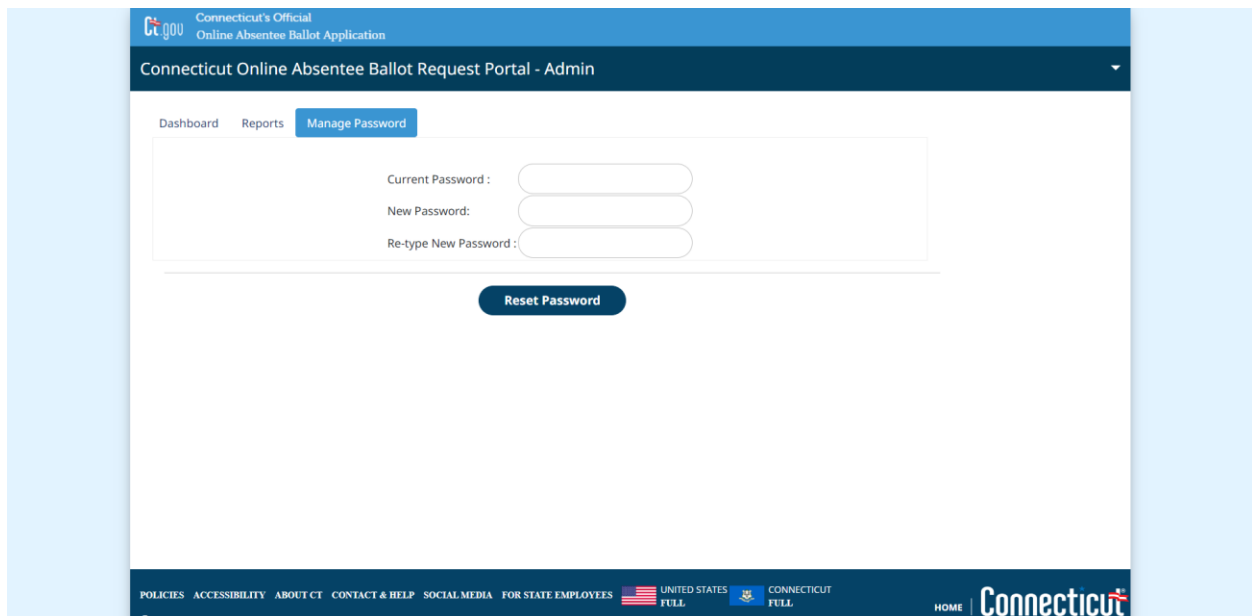 Ct.gov
Connecticut's Official
Online Absentee Ballot Application
Connecticut Online Absentee Ballot Request Portal - Admin
Dashboard Reports Manage Password
Current Password :
New Password:
Re-type New Password :
Reset Password
POLICIES ACCESSIBILITY ABOUT CT CONTACT & HELP SOCIAL MEDIA FOR STATE EMPLOYEES
UNITED STATES
FULL
CONNECTICUT
FULL
HOME | Connecticut